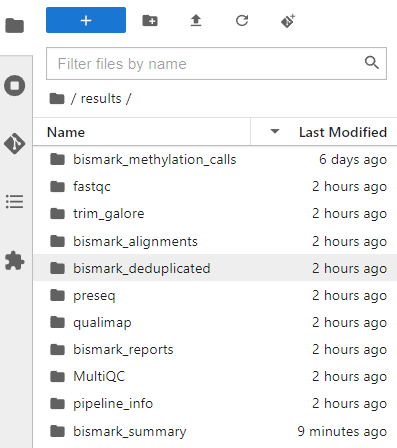 Filter files by name
/ results /
Name Last Modified
bismark_methylation_calls 6 days ago
fastqc 2 hours ago
trim_galore 2 hours ago
bismark_alignments 2 hours ago
bismark_deduplicated 2 hours ago
preseq 2 hours ago
qualimap 2 hours ago
bismark_reports 2 hours ago
MultiQC 2 hours ago
pipeline_info 2 hours ago
bismark_summary 9 minutes ago